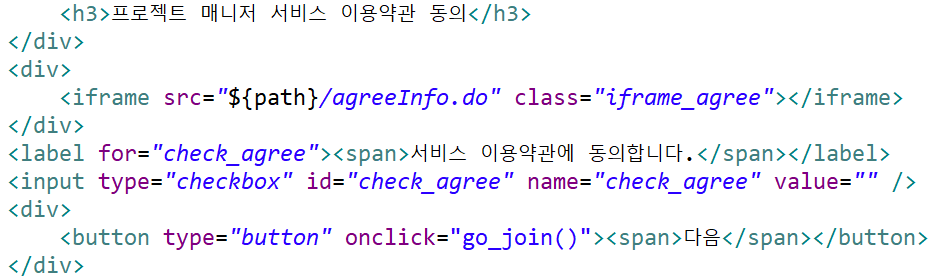 <h3>프로젝트 매니저 서비스 이용약관 동의</h3>
</div>
<div>
<iframe src="${path}/agreeInfo.do" class="iframe_agree"></iframe>
</div>
<label for="check_agree"><span>서비스 이용약관에 동의합니다.</span></label>
<input type="checkbox" id="check_agree" name="check_agree" value="" />
<div>
<button type="button" onclick="go_join()"><span>다음</span></button>
</div>